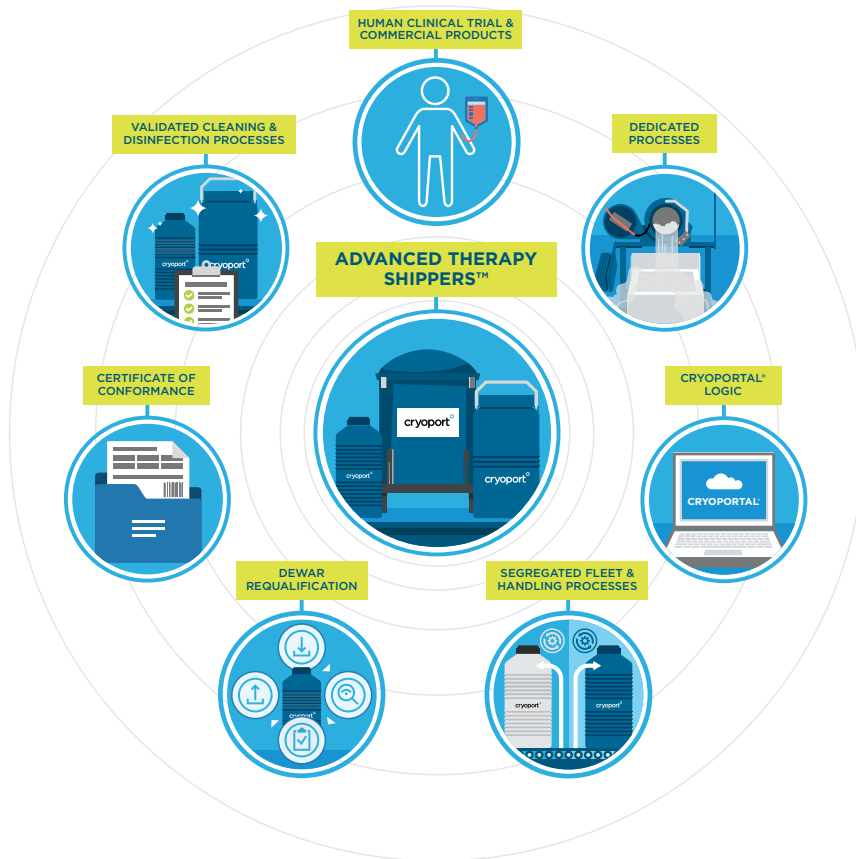 HUMAN CLINICAL TRIAL &
COMMERCIAL PRODUCTS
VALIDATED CLEANING &
DISINFECTION PROCESSES
DEDICATED
PROCESSES
cryoport
cryoport
ADVANCED THERAPY
SHIPPERS™
CERTIFICATE OF
CONFORMANCE
CRYOPORTAL®
LOGIC
cryoport
cryoport
cryoport
CRYOPORTAL
DEWAR
REQUALIFICATION
SEGREGATED FLEET &
HANDLING PROCESSES
cryoport
cryoport
cryoport